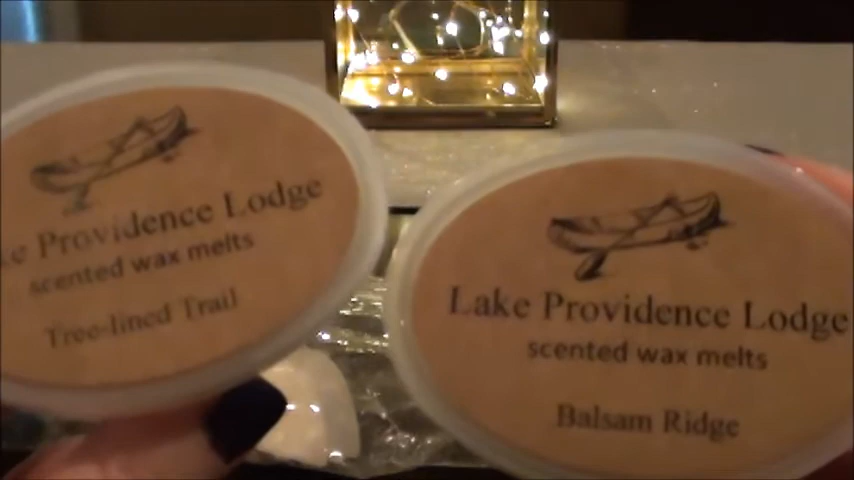 ke Providence Lodge
scented wax melts
Tree-lined Trail
Lake Providence Lodge
scented wax melts
Balsam Ridge